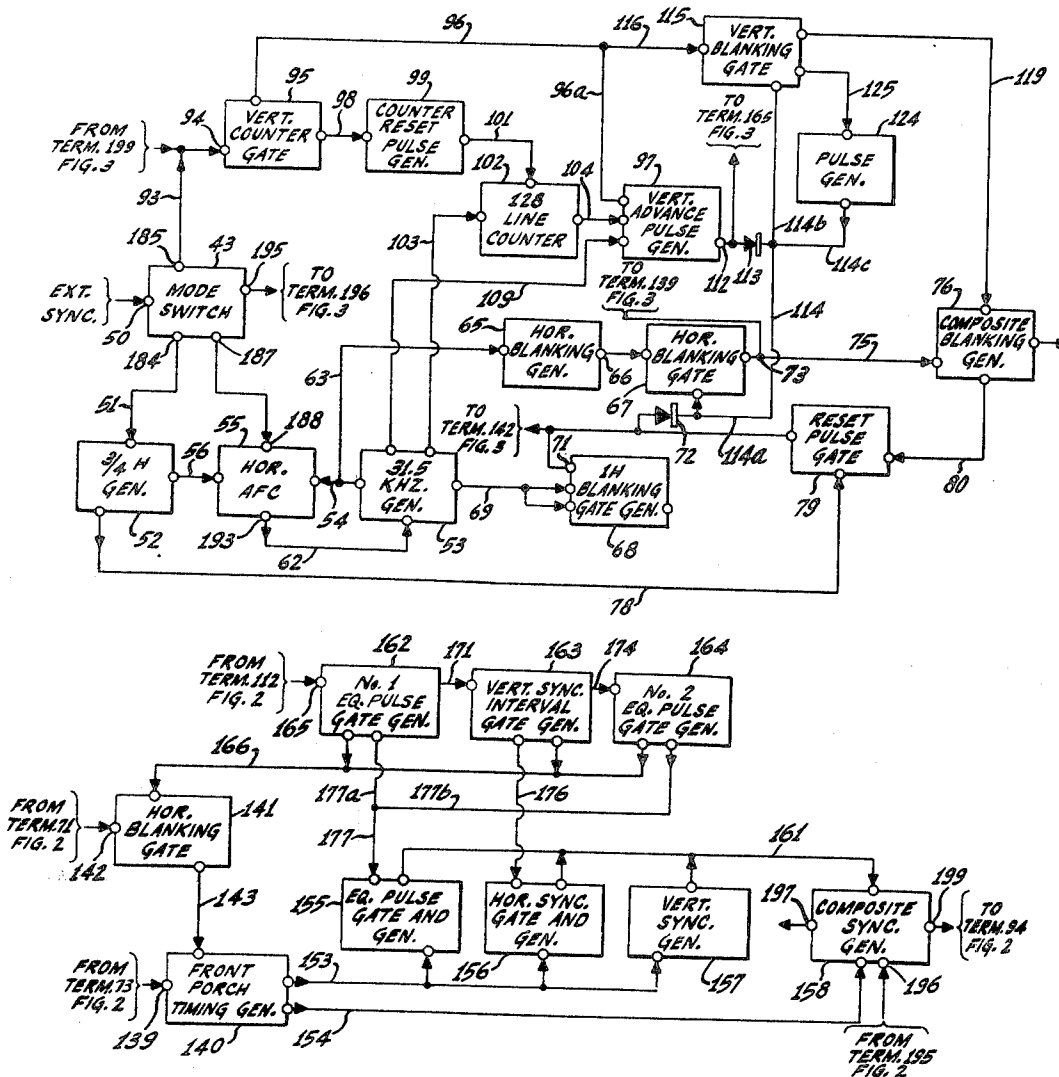 96
116
115
VERT.
BLANKING
GATE
119
95
VERT.
COUNTER
GATE
94
98
99
COUNTER
RESET
PULSE
GEN.
101
96a
TO
TERM.165
FIG. 3
125
124
PULSE
GEN.
FROM
TERM. 199
FIG. 3
93
102
128
LINE
COUNTER
104
97
VERT.
ADVANCE
PULSE
GEN.
112
113
114b
114c
103
185
43
195
MODE
SWITCH
EXT.
SYNC.
50
184
187
TO
TERM.196
FIG. 3
109
TO
TERM.139
FIG. 3
114
76
COMPOSITE
BLANKING
GEN.
63
65
HOR.
BLANKING
GEN.
66
HOR.
BLANKING
GATE
67
73
75
51
55
188
TO
TERM.142
FIG. 3
72
114a
RESET
PULSE
GATE
79
80
3/4 H
GEN.
52
56
HOR.
AFC
193
54
31.5
KHZ.
GEN.
53
69
71
1H
BLANKING
GATE GEN.
68
62
78
FROM
TERM.112
FIG. 2
165
162
No. 1
EQ. PULSE
GATE GEN.
171
163
VERT. SYNC.
INTERVAL
GATE GEN.
174
164
No. 2
EQ. PULSE
GATE GEN.
166
177a
177b
176
FROM
TERM.71
FIG. 2
142
HOR.
BLANKING
GATE
141
177
161
143
155
EQ. PULSE
GATE AND
GEN.
HOR. SYNC.
GATE AND
GEN.
156
VERT.
SYNC.
GEN.
157
197
COMPOSITE
SYNC.
GEN.
199
TO
TERM.94
FIG. 2
158
196
FROM
TERM.73
FIG. 2
139
FRONT
PORCH
TIMING GEN.
140
153
154
FROM
TERM.195
FIG. 2